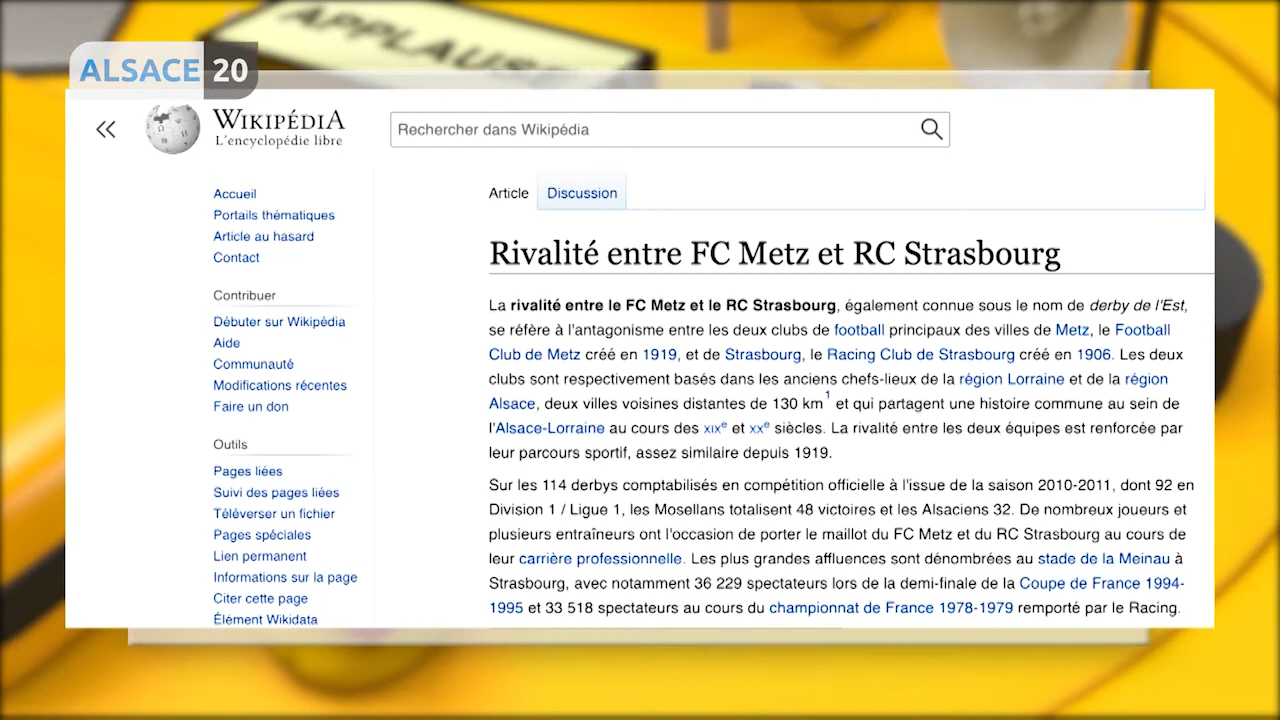 APPLAUSE
ALSACE 20
WIKIPÉDIA
L'encyclopédie libre
Rechercher dans Wikipédia
Accueil
Portails thématiques
Article au hasard
Contact
Contribuer
Débuter sur Wikipédia
Aide
Communauté
Modifications récentes
Faire un don
Outils
Pages liées
Suivi des pages liées
Téléverser un fichier
Pages spéciales
Lien permanent
Informations sur la page
Citer cette page
Élément Wikidata
Article Discussion
Rivalité entre FC Metz et RC Strasbourg
La rivalité entre le FC Metz et le RC Strasbourg, également connue sous le nom de derby de l'Est,
se réfère à l'antagonisme entre les deux clubs de football principaux des villes de Metz, le Football
Club de Metz créé en 1919, et de Strasbourg, le Racing Club de Strasbourg créé en 1906. Les deux
clubs sont respectivement basés dans les anciens chefs-lieux de la région Lorraine et de la région
Alsace, deux villes voisines distantes de 130 km¹ et qui partagent une histoire commune au sein de
l'Alsace-Lorraine au cours des XIXe et XXe siècles. La rivalité entre les deux équipes est renforcée par
leur parcours sportif, assez similaire depuis 1919.
Sur les 114 derbys comptabilisés en compétition officielle à l'issue de la saison 2010-2011, dont 92 en
Division 1 / Ligue 1, les Mosellans totalisent 48 victoires et les Alsaciens 32. De nombreux joueurs et
plusieurs entraîneurs ont l'occasion de porter le maillot du FC Metz et du RC Strasbourg au cours de
leur carrière professionnelle. Les plus grandes affluences sont dénombrées au stade de la Meinau à
Strasbourg, avec notamment 36 229 spectateurs lors de la demi-finale de la Coupe de France 1994-
1995 et 33 518 spectateurs au cours du championnat de France 1978-1979 remporté par le Racing.